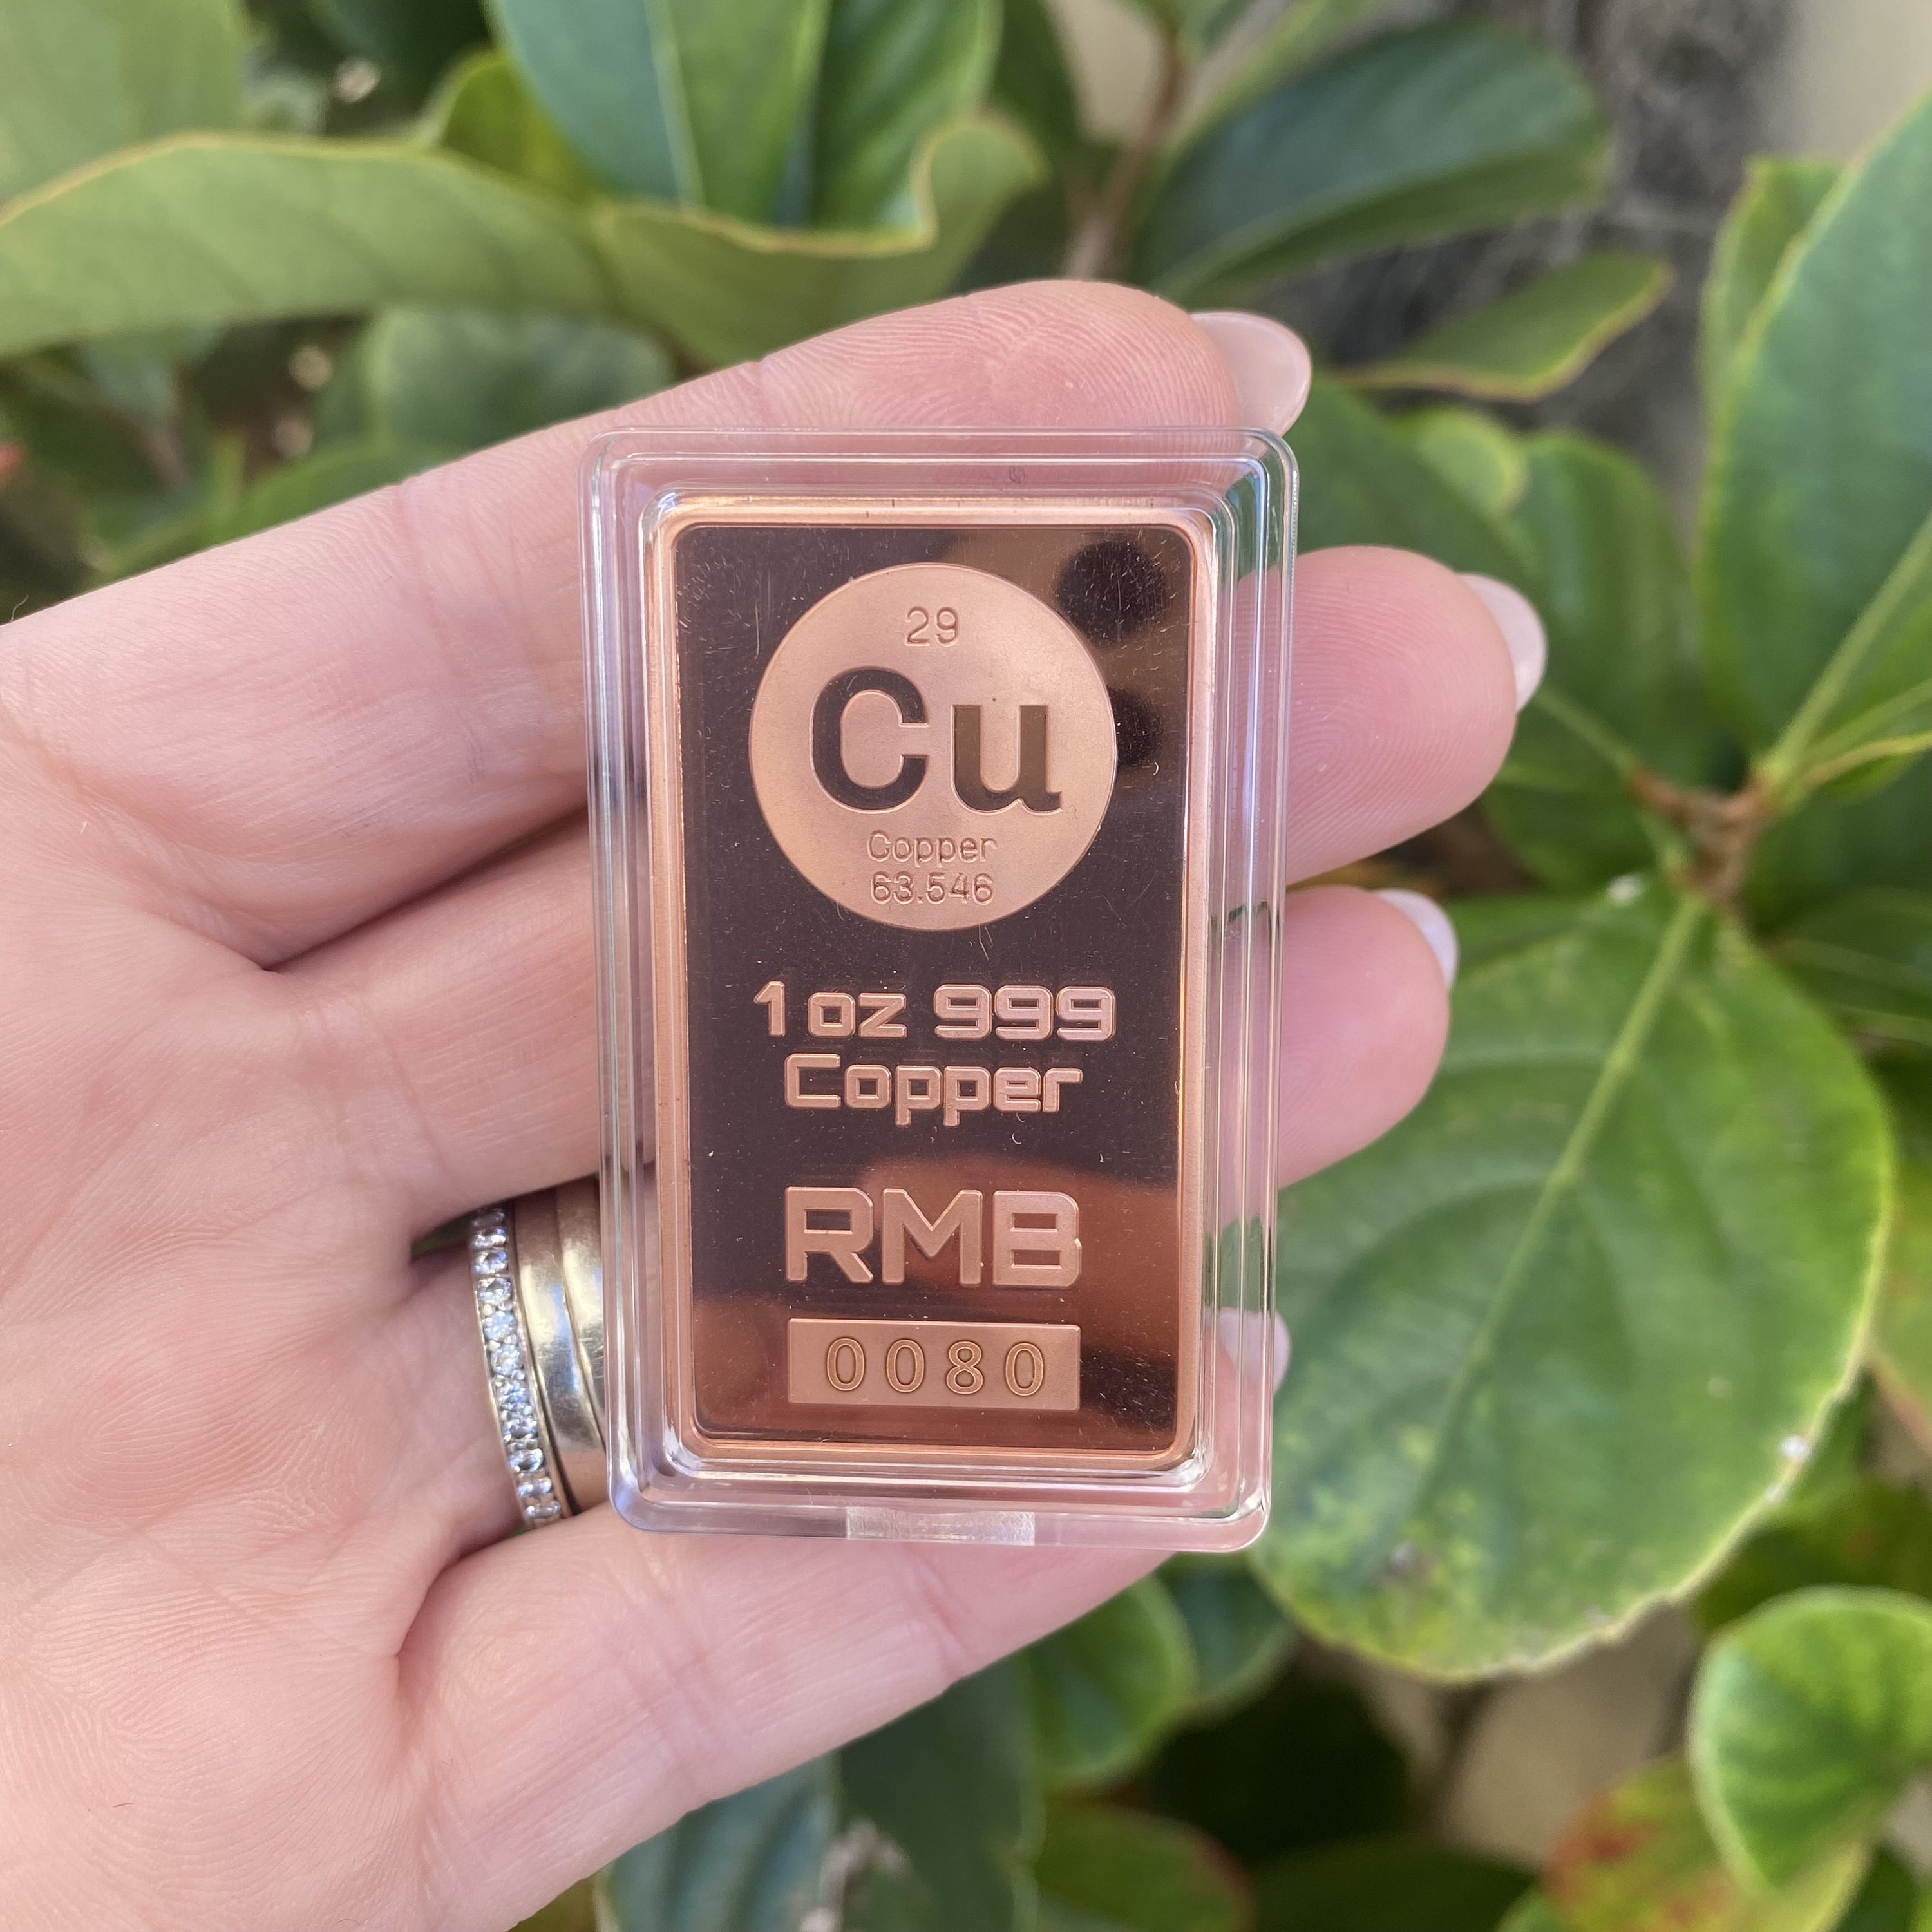 29
Cu
Copper
63.546
1 oz 999
Copper
RMB
0080